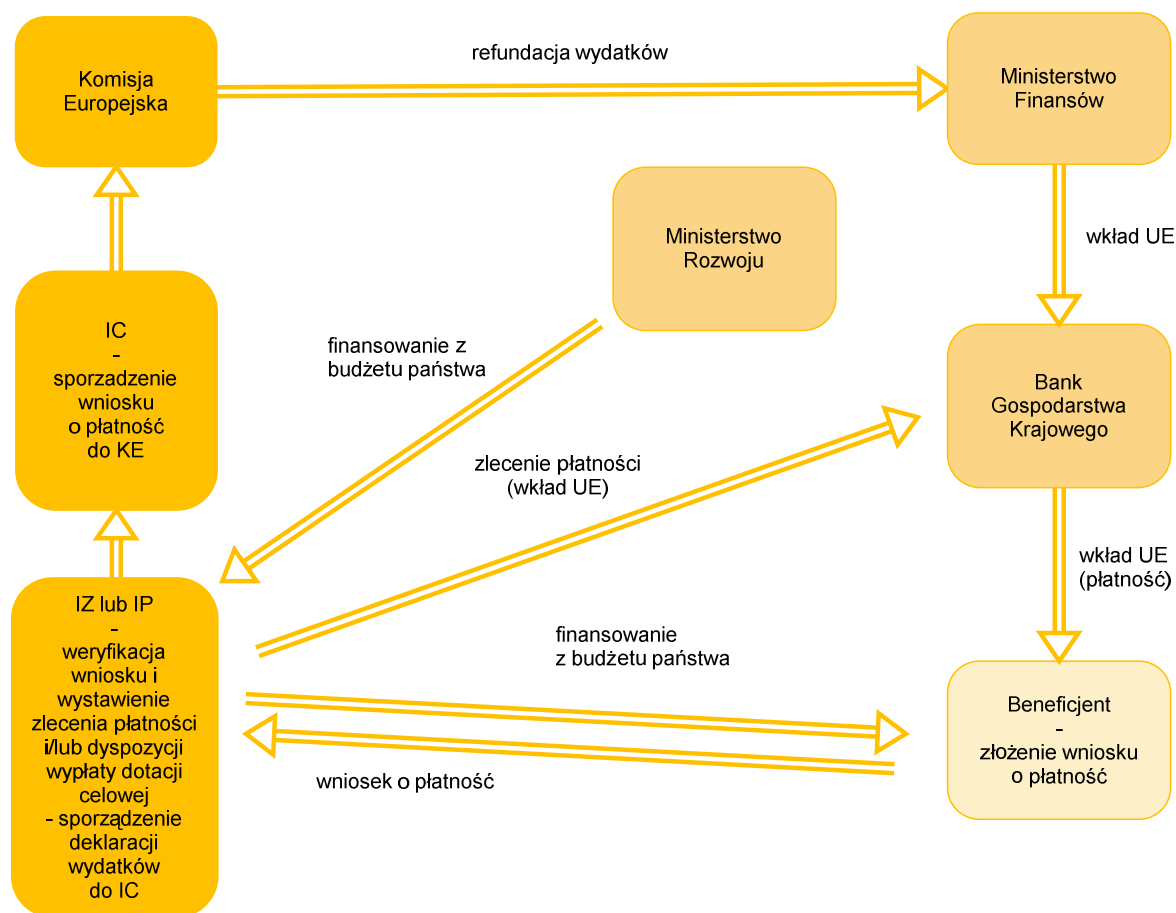 Komisja
Europejska
refundacja wydatków
Ministerstwo
Finansów
Ministerstwo
Rozwoju
wkład UE
IC
-
sporzadzenie
wniosku
o płatność
do KE
finansowanie z
budżetu państwa
Bank
Gospodarstwa
Krajowego
zlecenie płatności
(wkład UE)
wkład UE
(płatność)
IZ lub IP
-
weryfikacja
wniosku i
wystawienie
zlecenia płatności
i/lub dyspozycji
wypłaty dotacji
celowej
- sporządzenie
deklaracji
wydatków
do IC
finansowanie
z budżetu państwa
wniosek o płatność
Beneficjent
-
złożenie wniosku
o płatność